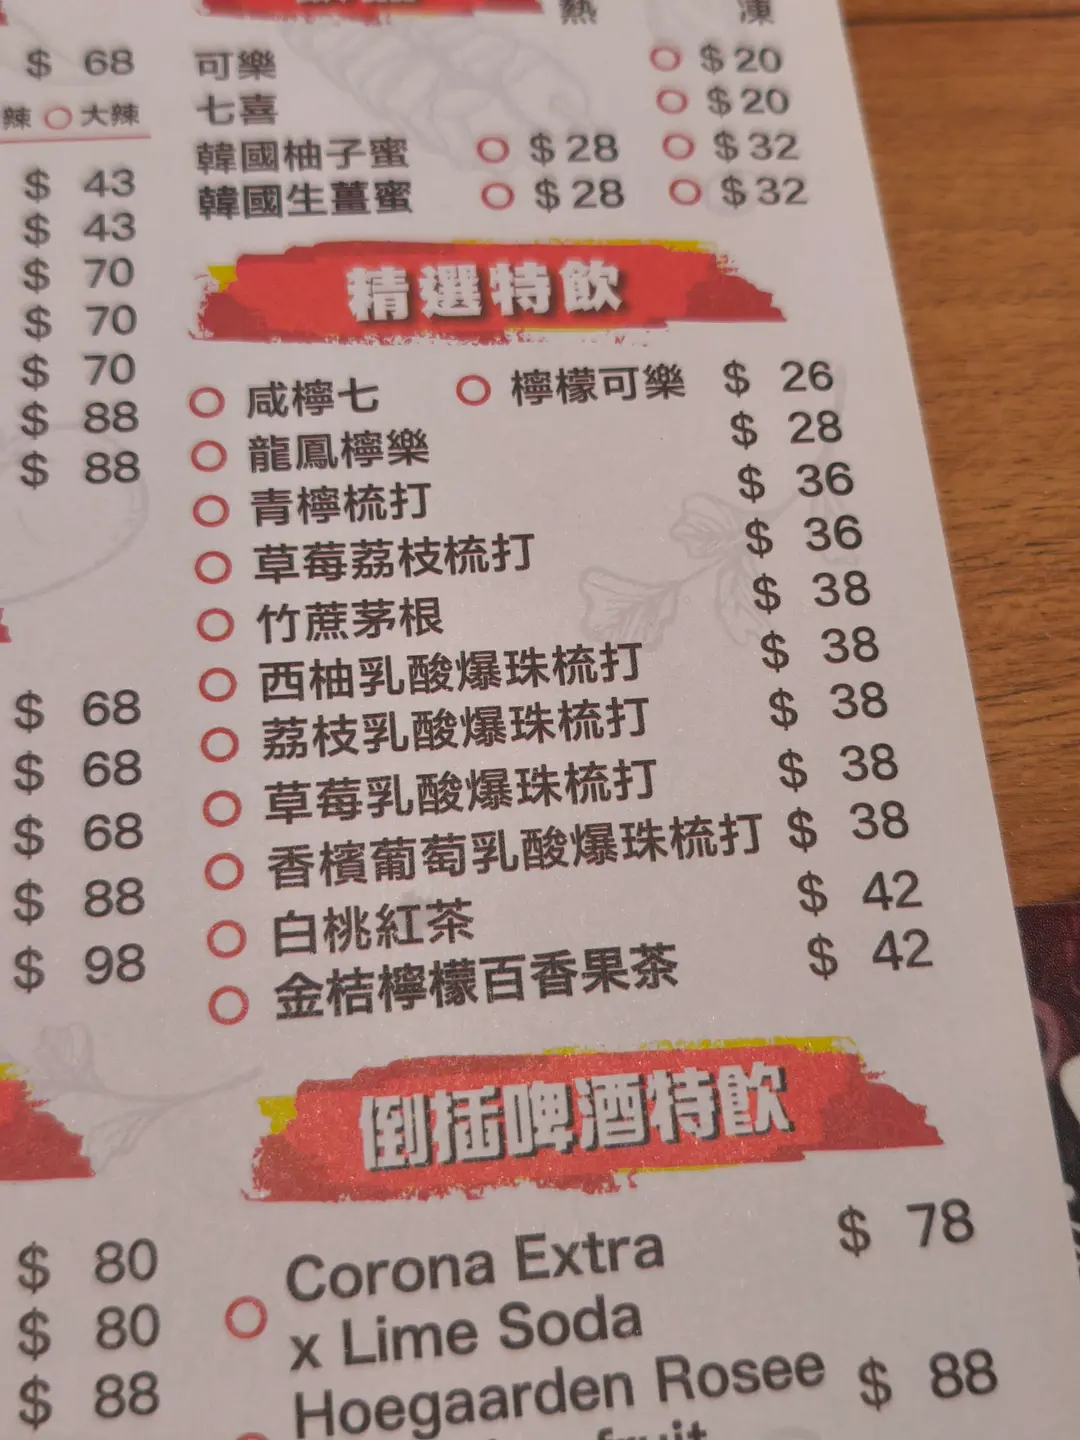 熱 凍
$ 68
辣 大辣
$ 43
$ 43
$ 70
$ 70
$ 70
$ 88
$ 88
$ 68
$ 68
$ 68
$ 88
$ 98
$ 80
$ 80
$ 88
可樂 $20
七喜 $20
韓國柚子蜜 $28 $32
韓國生薑蜜 $28 $32
精選特飲
咸檸七 檸檬可樂 $ 26
龍鳳檸樂 $ 28
青檸梳打 $ 36
草莓荔枝梳打 $ 36
竹蔗茅根 $ 38
西柚乳酸爆珠梳打 $ 38
荔枝乳酸爆珠梳打 $ 38
草莓乳酸爆珠梳打 $ 38
香檳葡萄乳酸爆珠梳打 $ 38
白桃紅茶 $ 42
金桔檸檬百香果茶 $ 42
倒插啤酒特飲
Corona Extra $ 78
x Lime Soda
Hoegaarden Rosee $ 88